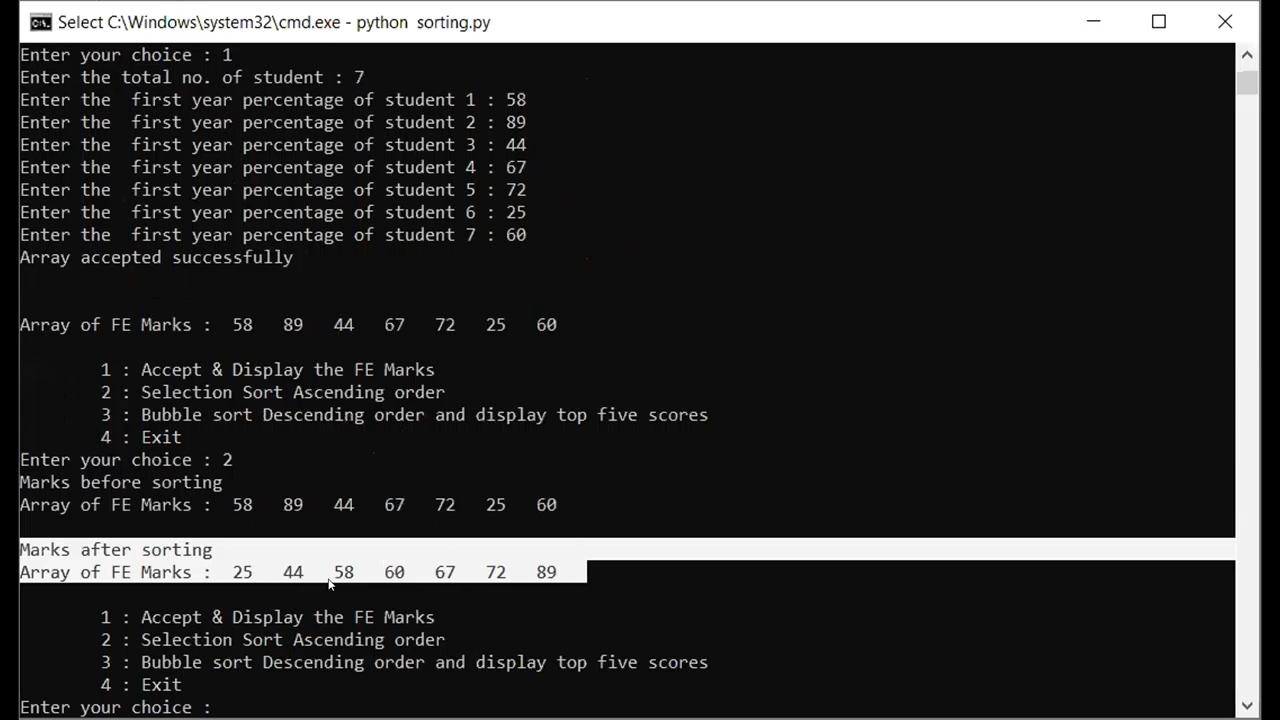 Select C:\Windows\system32\cmd.exe - python  sorting.py
Enter your choice : 1
Enter the total no. of student : 7
Enter the  first year percentage of student 1 : 58
Enter the  first year percentage of student 2 : 89
Enter the  first year percentage of student 3 : 44
Enter the  first year percentage of student 4 : 67
Enter the  first year percentage of student 5 : 72
Enter the  first year percentage of student 6 : 25
Enter the  first year percentage of student 7 : 60
Array accepted successfully
Array of FE Marks :  58   89   44   67   72   25   60
1 : Accept & Display the FE Marks
2 : Selection Sort Ascending order
3 : Bubble sort Descending order and display top five scores
4 : Exit
Enter your choice : 2
Marks before sorting
Array of FE Marks :  58   89   44   67   72   25   60
Marks after sorting
Array of FE Marks :  25   44   58   60   67   72   89
1 : Accept & Display the FE Marks
2 : Selection Sort Ascending order
3 : Bubble sort Descending order and display top five scores
4 : Exit
Enter your choice :